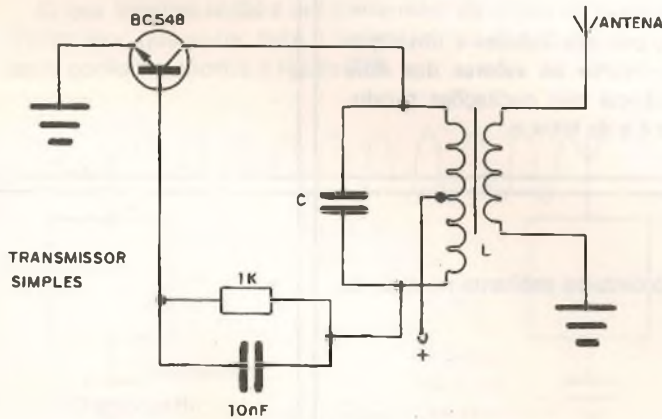 BC548
ANTENA
C
L
TRANSMISSOR
SIMPLES
1K
+
10nF